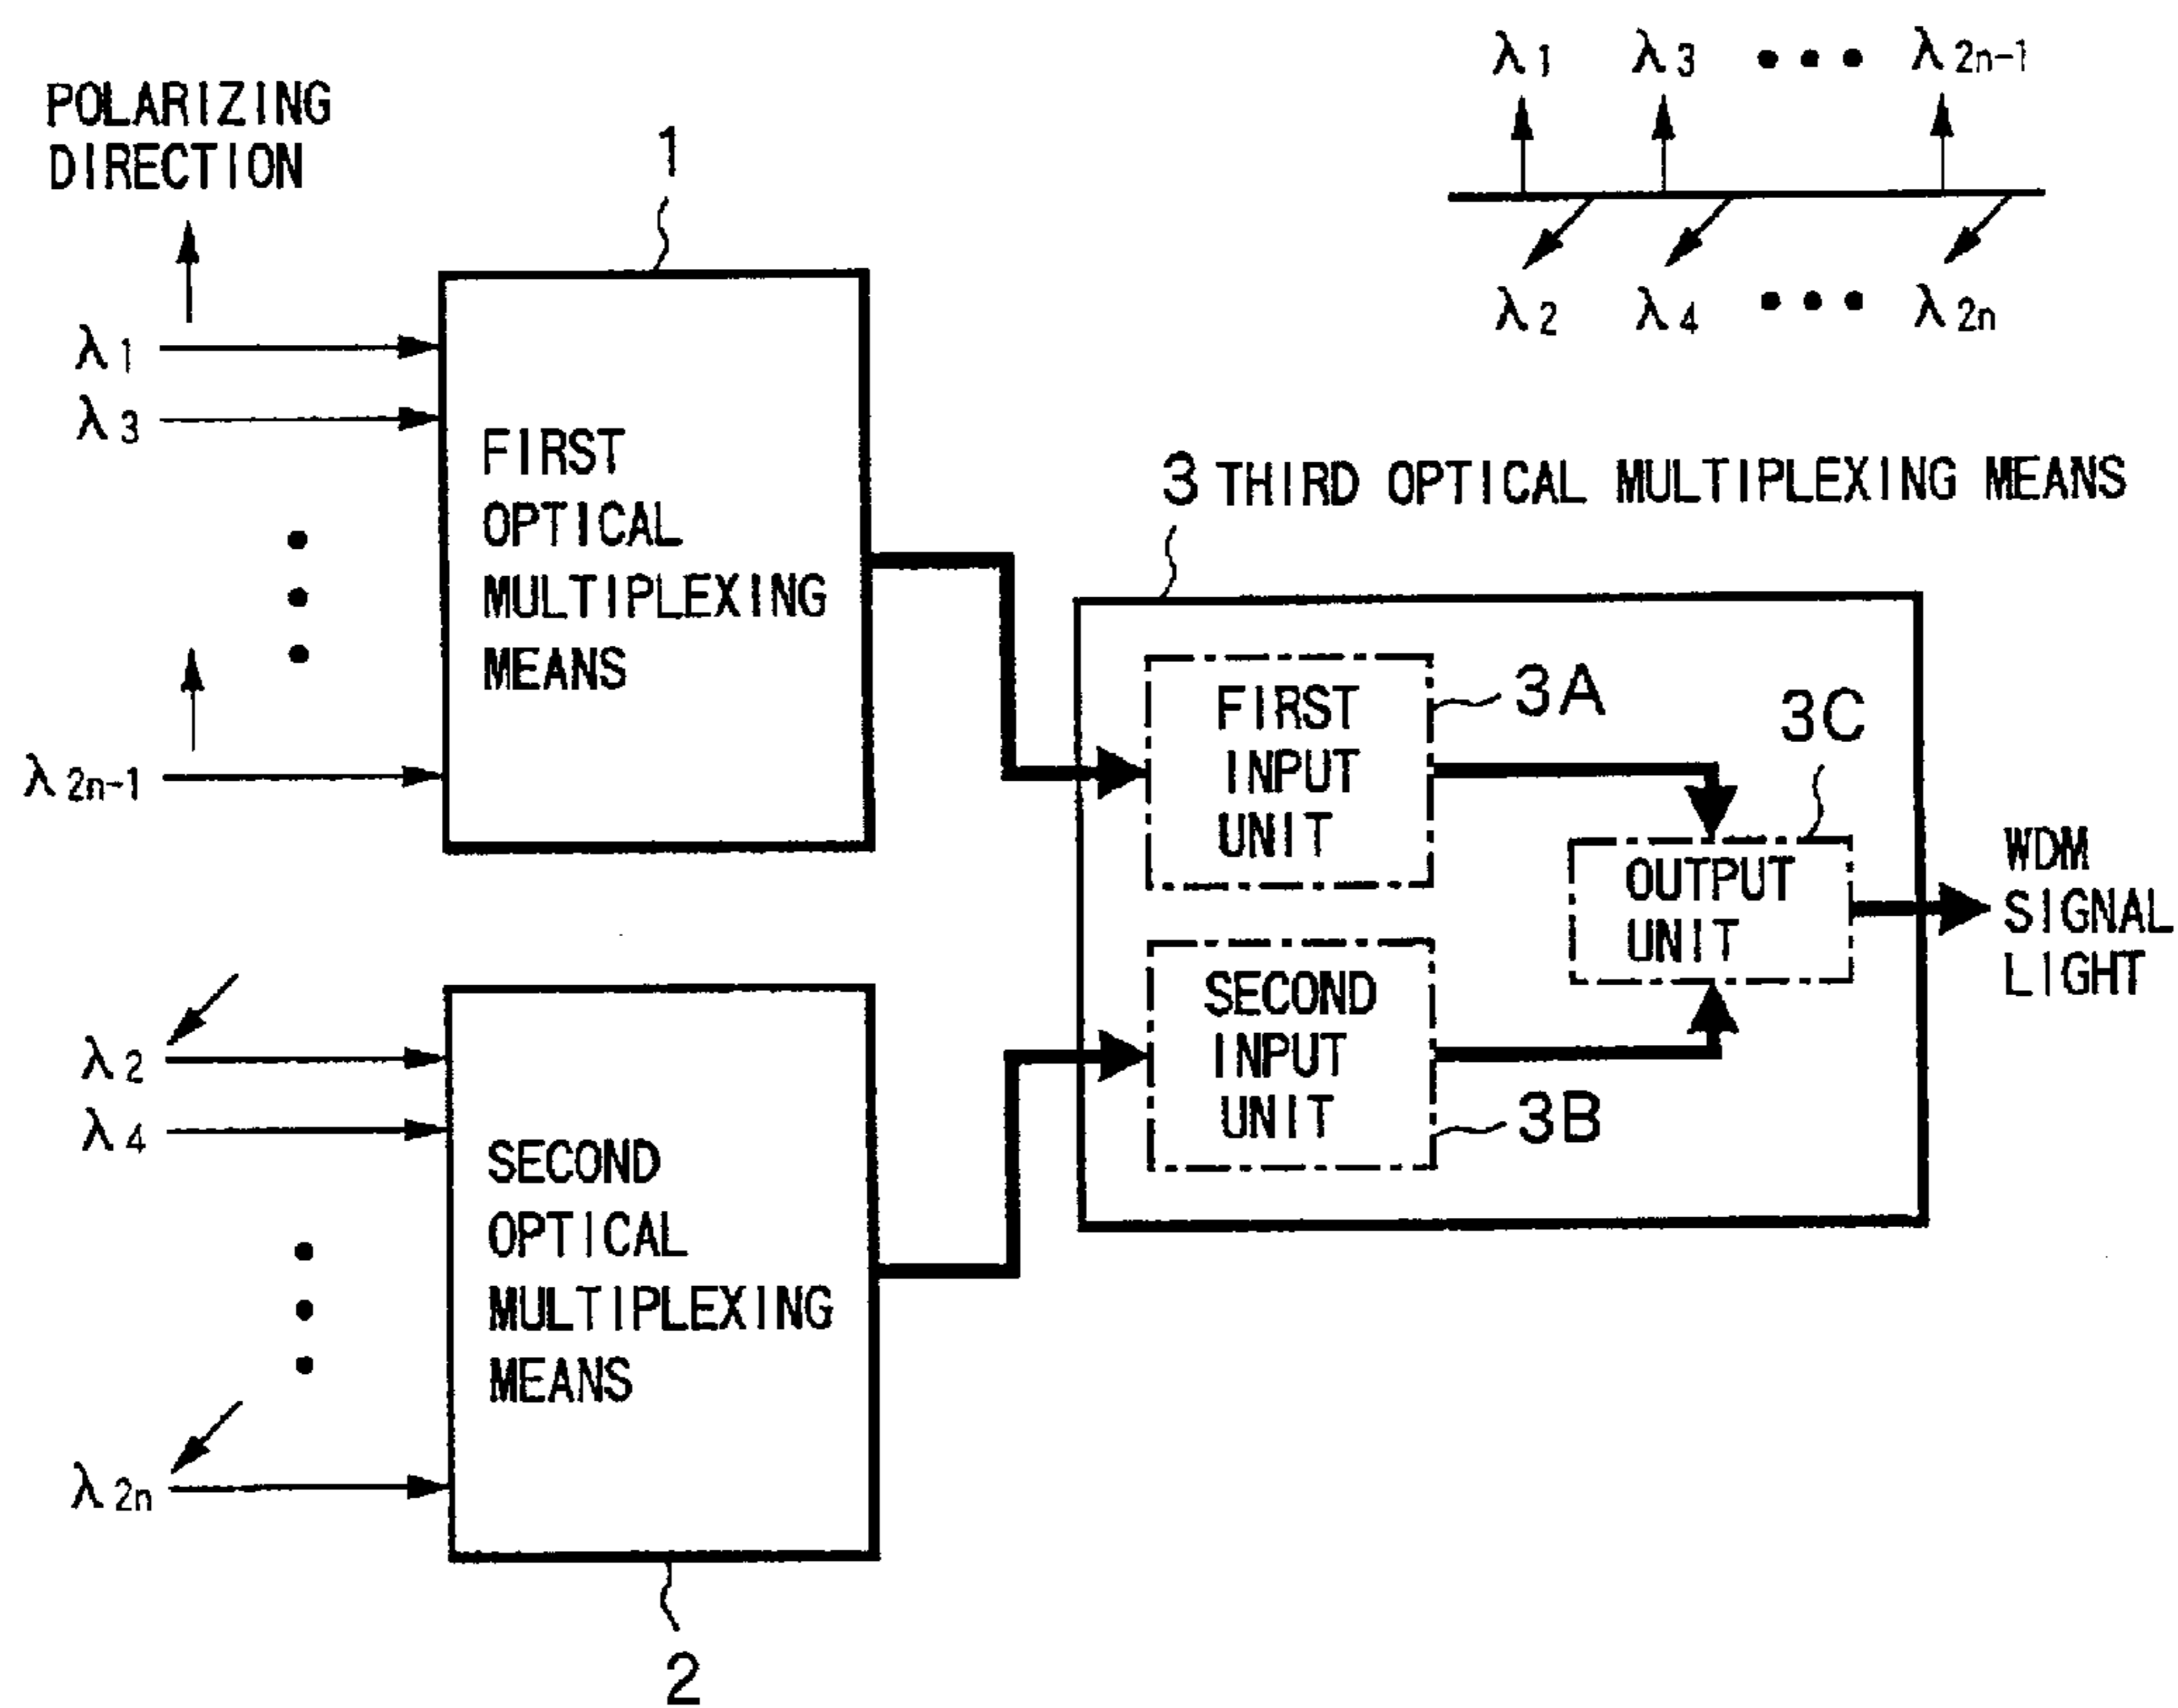 POLARIZING
DIRECTION
λ1
λ3
λ2n-1
1
FIRST
OPTICAL
MULTIPLEXING
MEANS
λ1 λ3 ••• λ2n-1
λ2 λ4 ••• λ2n
3 THIRD OPTICAL MULTIPLEXING MEANS
FIRST
INPUT
UNIT
3A
3C
OUTPUT
UNIT
WDM
SIGNAL
LIGHT
SECOND
INPUT
UNIT
3B
λ2
λ4
λ2n
SECOND
OPTICAL
MULTIPLEXING
MEANS
2